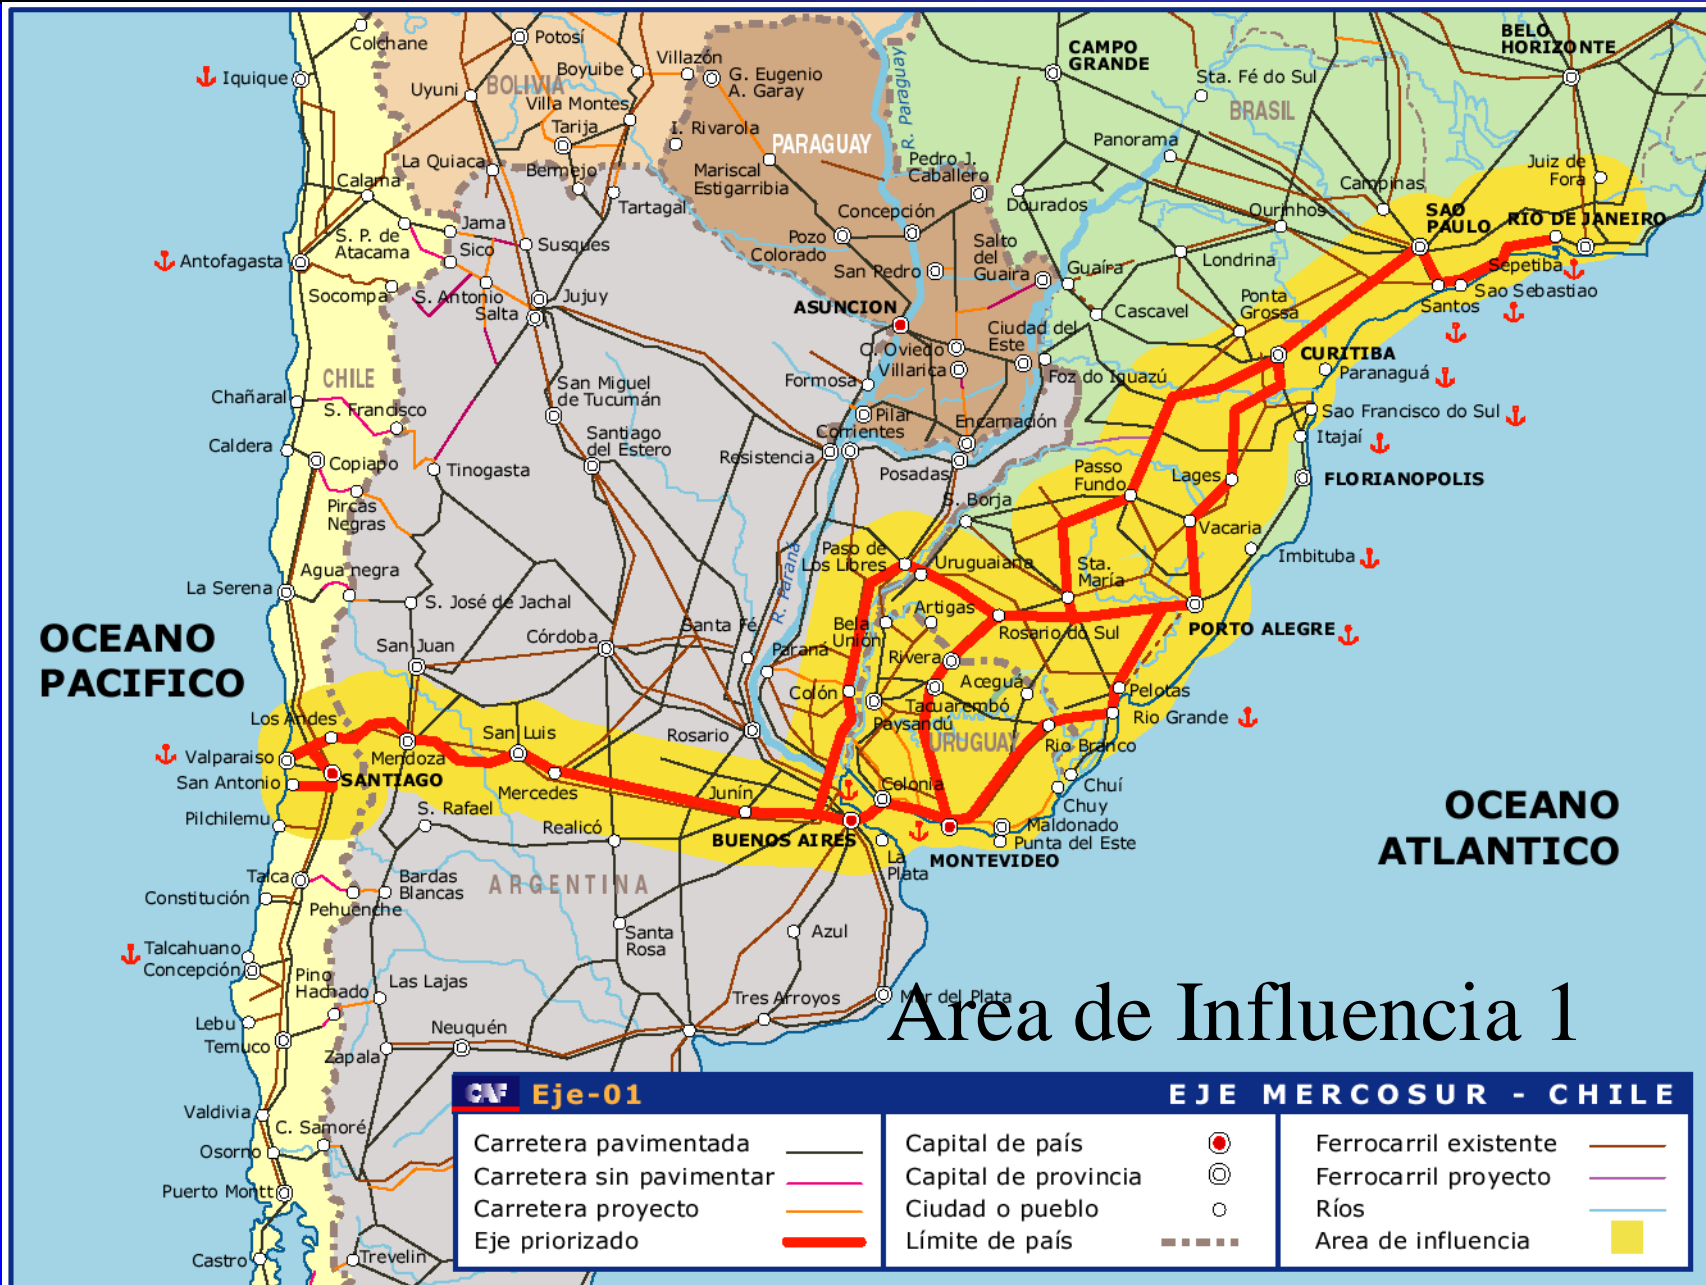 Colchane
Potosí
Villazón
BELO
HORIZONTE
CAMPO
GRANDE
Iquique
Boyuibe
G. Eugenio
A. Garay
Sta. Fé do Sul
Uyuni
BOLIVIA
Villa Montes
R. Paraguay
BRASIL
Tarija
I. Rivarola
PARAGUAY
Panorama
La Quiaca
Bermejo
Mariscal
Estigarribia
Pedro J.
Caballero
Juiz de
Fora
Calama
Tartagal
Dourados
Campinas
Jama
Concepción
Ourinhos
SAO
PAULO
RIO DE JANEIRO
S. P. de
Atacama
Sico
Susques
Pozo
Colorado
Salto
del
Guaira
Antofagasta
San Pedro
Guaíra
Londrina
Sepetiba
Socompa
S. Antonio
Jujuy
Salta
ASUNCION
Cascavel
Ponta
Grossa
Santos
Sao Sebastiao
Ciudad del
Este
C. Oviedo
Villarica
CURITIBA
CHILE
San Miguel
de Tucumán
Formosa
Foz do Iguazú
Paranaguá
Chañaral
S. Francisco
Pilar
Corrientes
Encarnación
Sao Francisco do Sul
Caldera
Santiago
del Estero
Itajaí
Copiapo
Tinogasta
Resistencia
Posadas
Passo
Fundo
Lages
FLORIANOPOLIS
Pircas
Negras
S. Borja
Vacaria
Paso de
Los Libres
Uruguaiana
Sta.
María
Imbituba
Agua negra
R. Paraná
La Serena
S. José de Jachal
Artigas
OCEANO
PACIFICO
San Juan
Córdoba
Santa Fé
Bela
Unión
Rosario do Sul
PORTO ALEGRE
Paraná
Rivera
Colón
Aceguá
Pelotas
Tacuarembó
Los Andes
San Luis
Rosario
Paysandú
URUGUAY
Rio Grande
Valparaiso
Mendoza
Rio Branco
San Antonio
SANTIAGO
Mercedes
Junín
Colonia
Chuí
Chuy
OCEANO
ATLANTICO
Pilchilemu
S. Rafael
Realicó
BUENOS AIRES
Maldonado
Punta del Este
La
Plata
MONTEVIDEO
Talca
Bardas
Blancas
ARGENTINA
Constitución
Pehuenche
Santa
Rosa
Azul
Talcahuano
Concepción
Pino
Hachado
Las Lajas
Tres Arroyos
Mar del Plata
Area de Influencia 1
Lebu
Temuco
Neuquén
Zapala
CAF
Eje-01
EJE MERCOSUR - CHILE
Valdivia
C. Samoré
Osorno
Puerto Montt
Castro
Trevelin
Carretera pavimentada
Carretera sin pavimentar
Carretera proyecto
Eje priorizado
Capital de país
Capital de provincia
Ciudad o pueblo
Límite de país
Ferrocarril existente
Ferrocarril proyecto
Ríos
Area de influencia